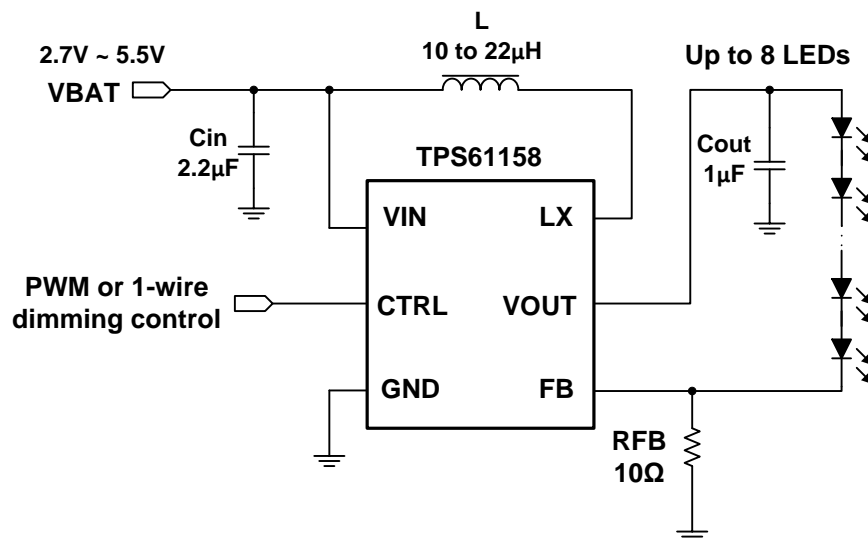 L
10 to 22µH
2.7V ~ 5.5V
VBAT
Up to 8 LEDs
Cin
2.2µF
TPS61158
Cout
1µF
VIN
LX
PWM or 1-wire
dimming control
CTRL
VOUT
GND
FB
RFB
10Ω